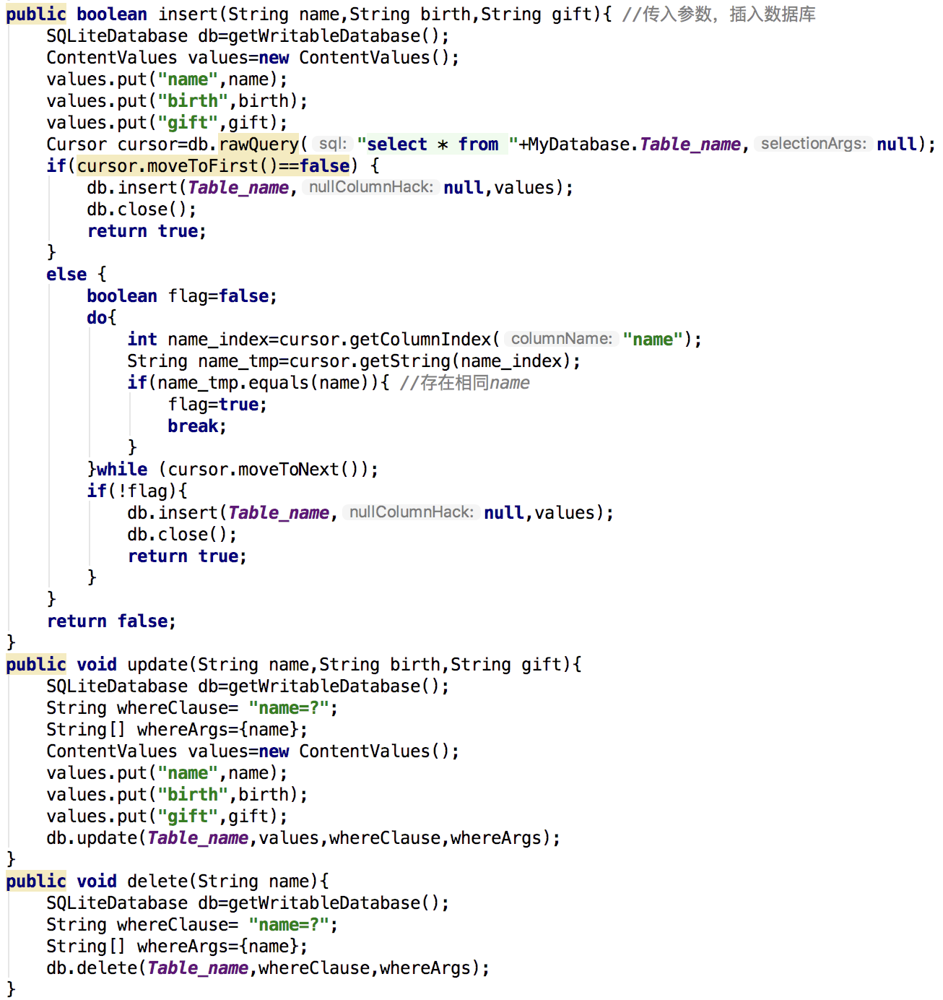 public boolean insert(String name,String birth,String gift){ //传入参数，插入数据库
    SQLiteDatabase db=getWritableDatabase();
    ContentValues values=new ContentValues();
    values.put("name",name);
    values.put("birth",birth);
    values.put("gift",gift);
    Cursor cursor=db.rawQuery( sql: "select * from "+MyDatabase.Table_name, selectionArgs: null);
    if(cursor.moveToFirst()==false) {
        db.insert(Table_name, nullColumnHack: null,values);
        db.close();
        return true;
    }
    else {
        boolean flag=false;
        do{
            int name_index=cursor.getColumnIndex( columnName: "name");
            String name_tmp=cursor.getString(name_index);
            if(name_tmp.equals(name)){ //存在相同name
                flag=true;
                break;
            }
        }while (cursor.moveToNext());
        if(!flag){
            db.insert(Table_name, nullColumnHack: null,values);
            db.close();
            return true;
        }
    }
    return false;
}
public void update(String name,String birth,String gift){
    SQLiteDatabase db=getWritableDatabase();
    String whereClause= "name=?";
    String[] whereArgs={name};
    ContentValues values=new ContentValues();
    values.put("name",name);
    values.put("birth",birth);
    values.put("gift",gift);
    db.update(Table_name,values,whereClause,whereArgs);
}
public void delete(String name){
    SQLiteDatabase db=getWritableDatabase();
    String whereClause= "name=?";
    String[] whereArgs={name};
    db.delete(Table_name,whereClause,whereArgs);
}